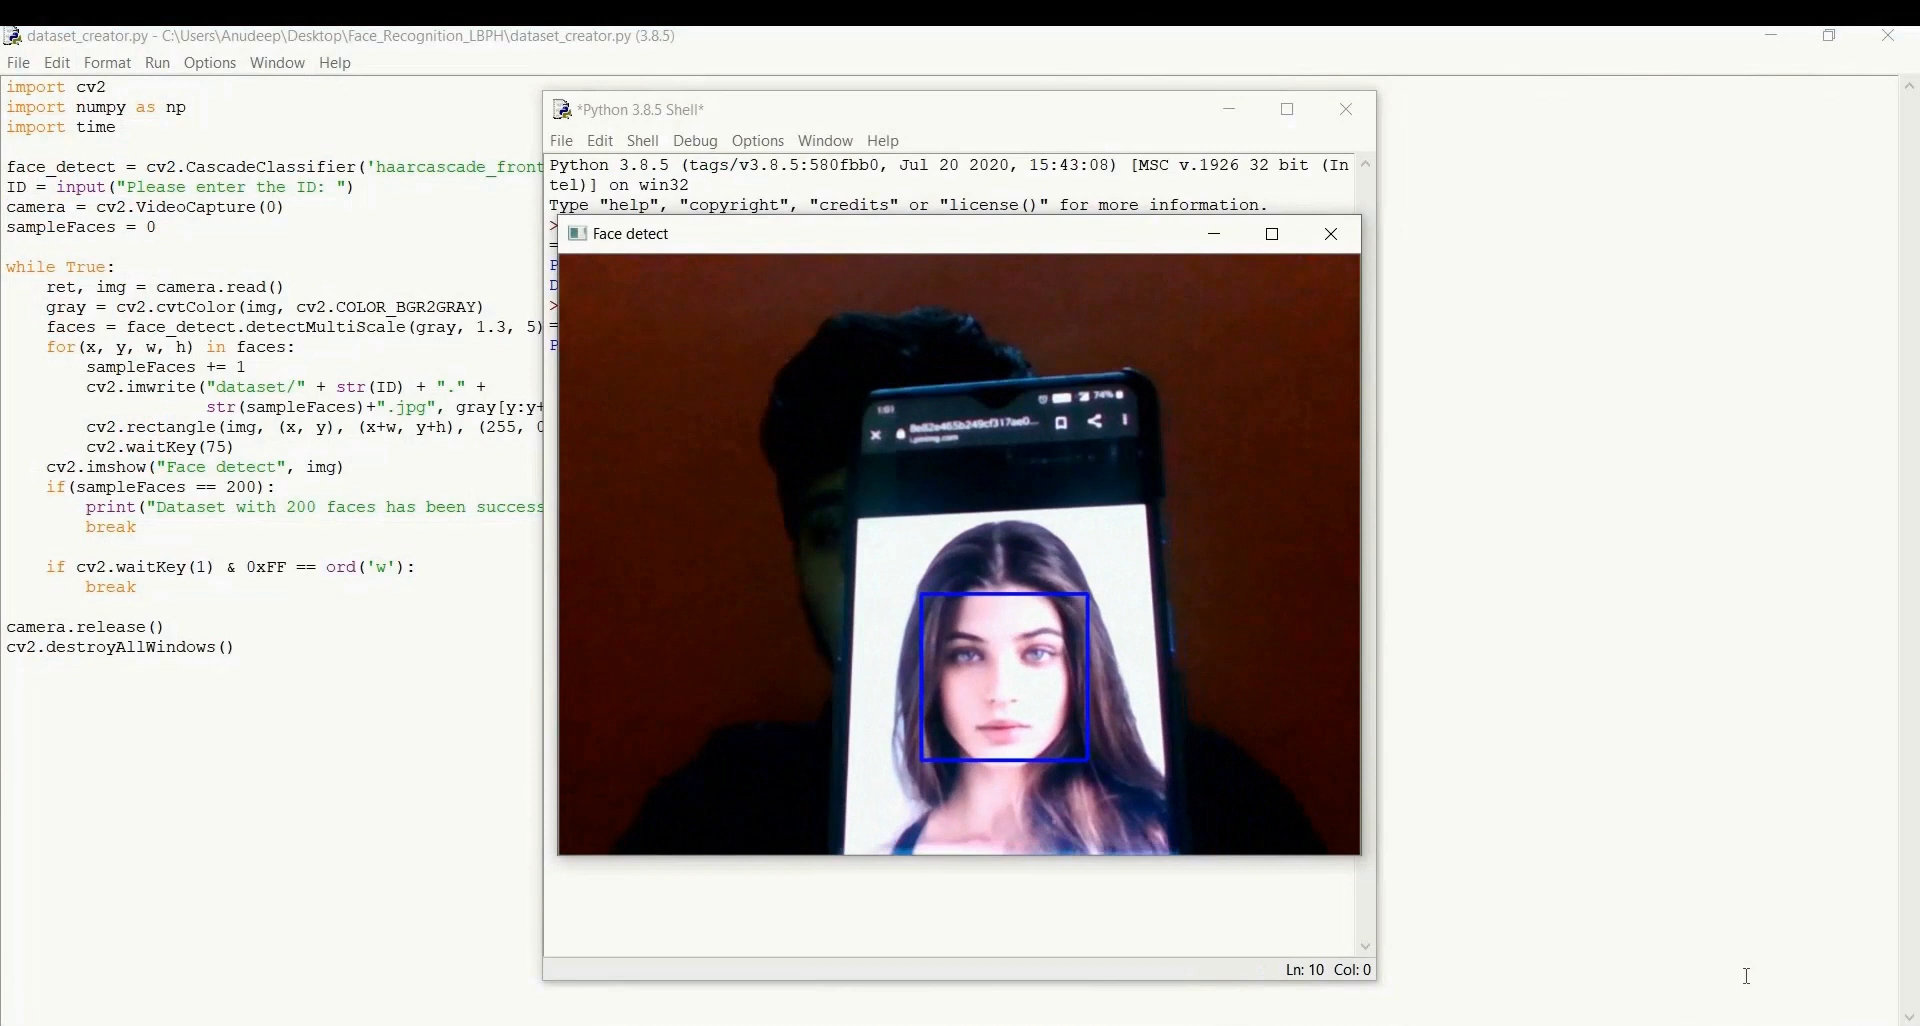 dataset_creator.py - C:\Users\Anudeep\Desktop\Face_Recognition_LBPH\dataset_creator.py (3.8.5)
File Edit Format Run Options Window Help
import cv2
import numpy as np
import time
face_detect = cv2.CascadeClassifier('haarcascade_front
ID = input("Please enter the ID: ")
camera = cv2.VideoCapture(0)
sampleFaces = 0
while True:
ret, img = camera.read()
gray = cv2.cvtColor(img, cv2.COLOR_BGR2GRAY)
faces = face_detect.detectMultiScale(gray, 1.3, 5)
for(x, y, w, h) in faces:
sampleFaces += 1
cv2.imwrite("dataset/" + str(ID) + "." +
str(sampleFaces)+".jpg", gray[y:y+
cv2.rectangle(img, (x, y), (x+w, y+h), (255, 0
cv2.waitKey(75)
cv2.imshow("Face detect", img)
if(sampleFaces == 200):
print("Dataset with 200 faces has been success
break
if cv2.waitKey(1) & 0xFF == ord('w'):
break
camera.release()
cv2.destroyAllWindows()
*Python 3.8.5 Shell*
File Edit Shell Debug Options Window Help
Python 3.8.5 (tags/v3.8.5:580fbb0, Jul 20 2020, 15:43:08) [MSC v.1926 32 bit (In
tel)] on win32
Type "help", "copyright", "credits" or "license()" for more information.
>
=
P
D
>
=
P
Face detect
1:01 74%
8e82e465b249cf317ae0...
i.pinimg.com
Ln: 10 Col: 0